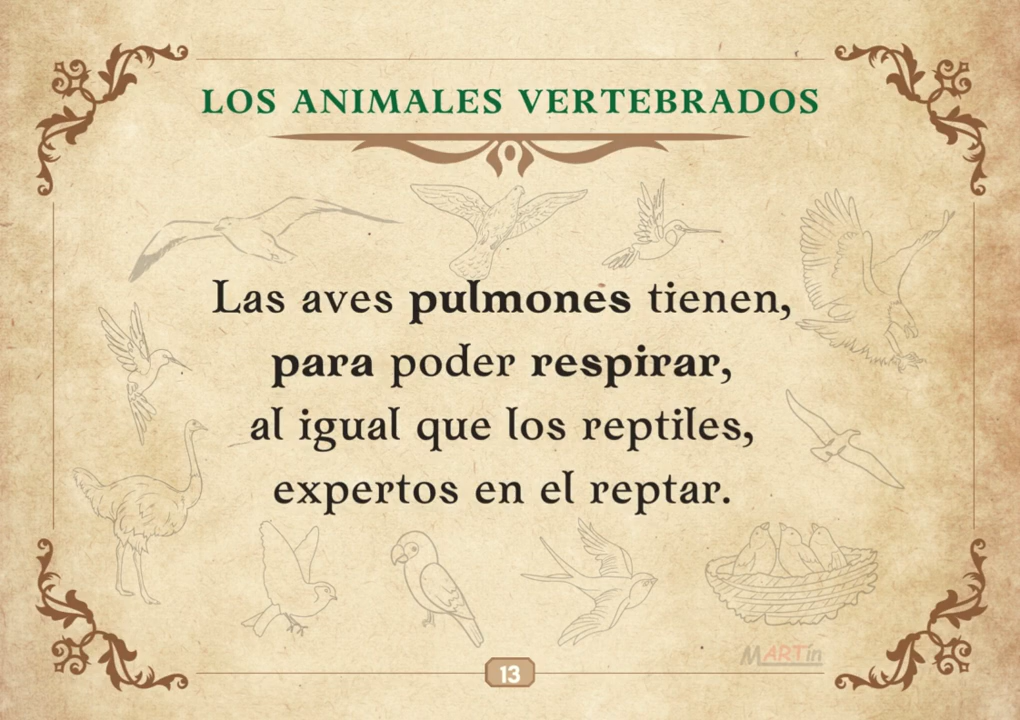 LOS ANIMALES VERTEBRADOS
Las aves pulmones tienen,
para poder respirar,
al igual que los reptiles,
expertos en el reptar.
MARTín
13